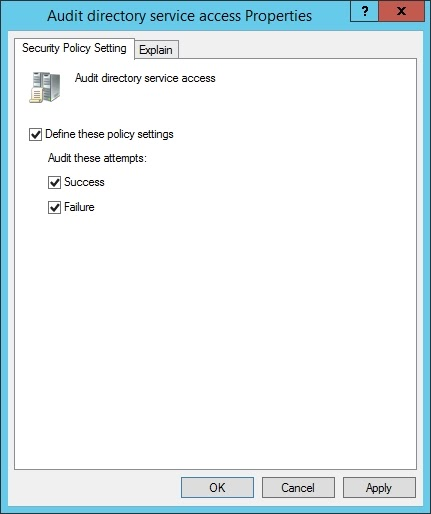 Audit directory service access Properties
?
x
Security Policy Setting
Explain
Audit directory service access
Define these policy settings
Audit these attempts:
Success
Failure
OK
Cancel
Apply